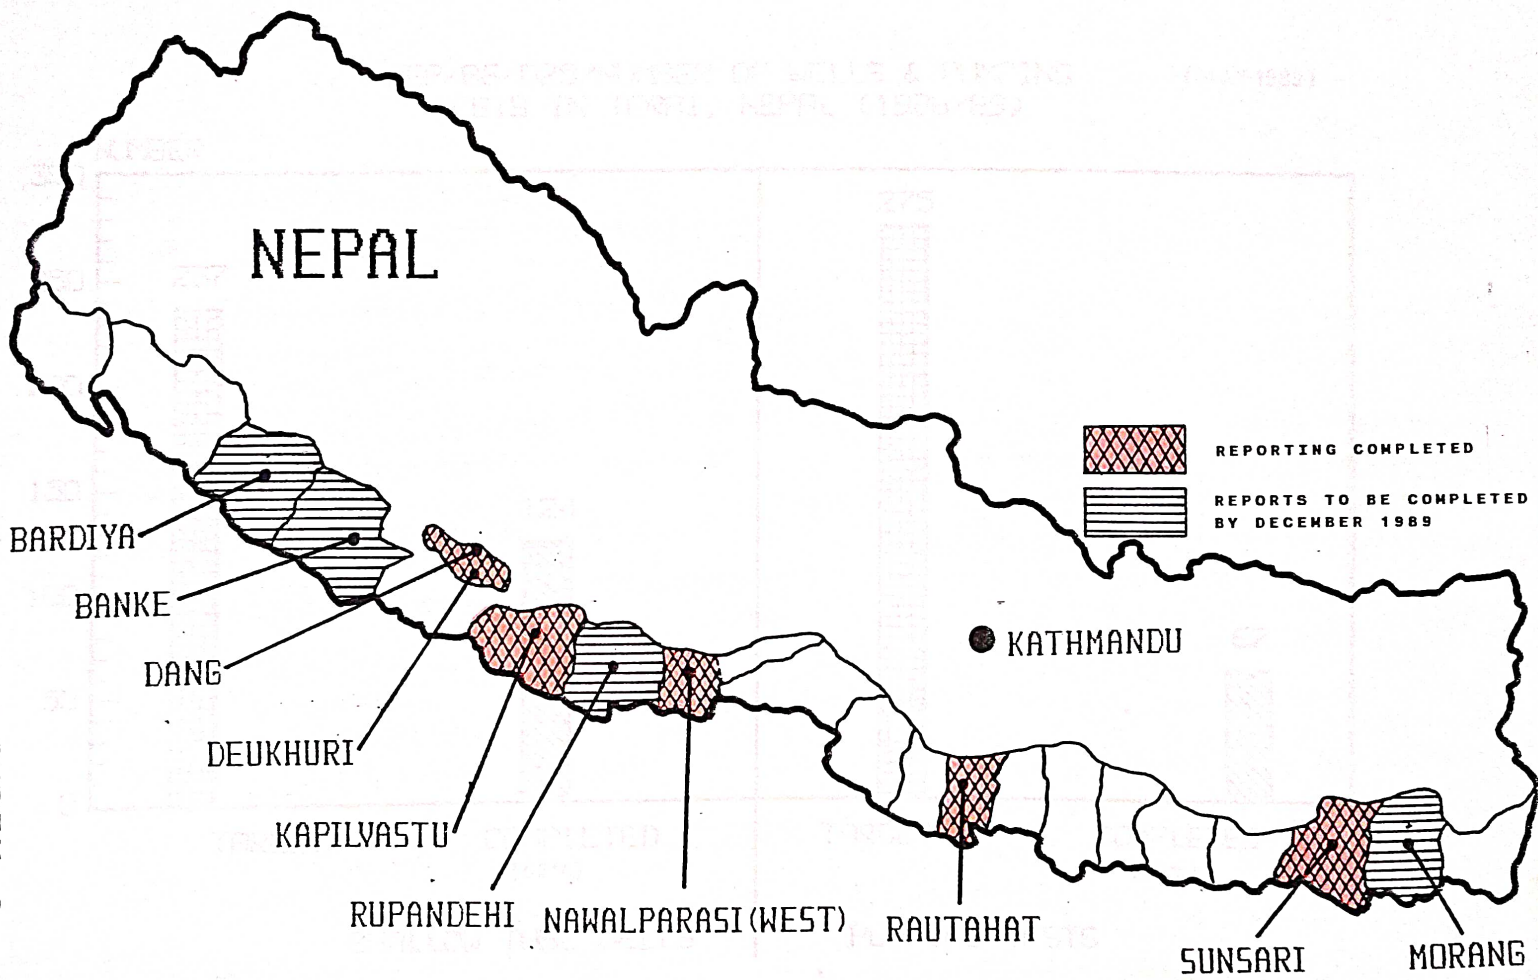 NEPAL
REPORTING COMPLETED
REPORTS TO BE COMPLETED
BY DECEMBER 1989
BARDIYA
BANKE
DANG
DEUKHURI
KATHMANDU
KAPILVASTU
RUPANDEHI
NAWALPARASI(WEST)
RAUTAHAT
SUNSARI
MORANG